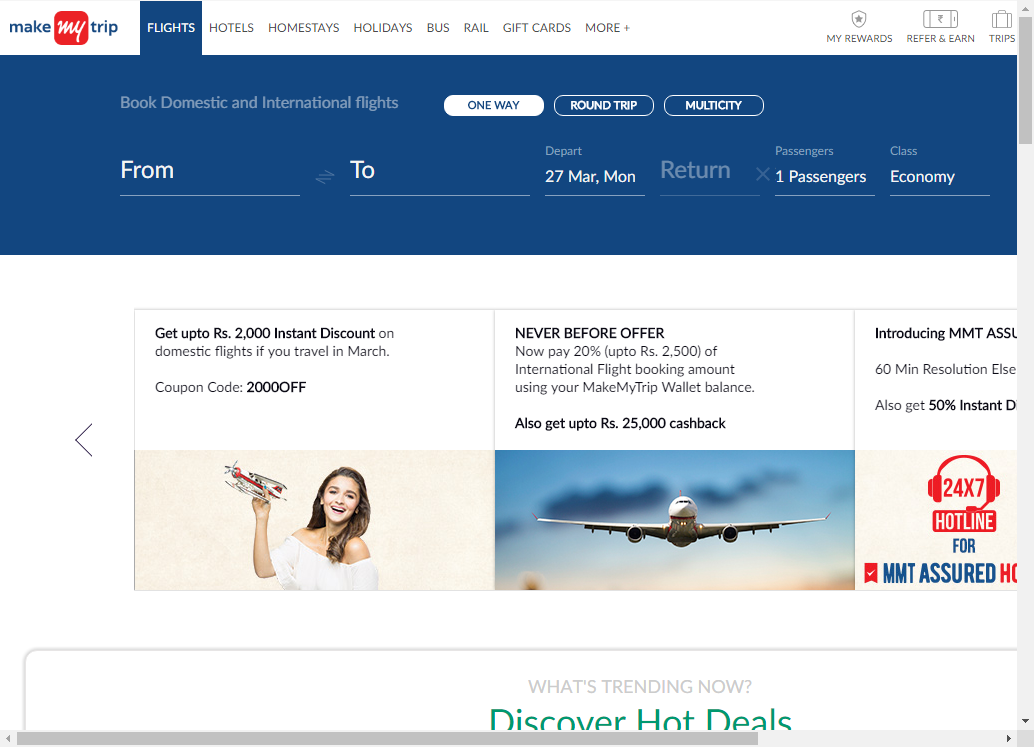 make my trip
FLIGHTS HOTELS HOMESTAYS HOLIDAYS BUS RAIL GIFT CARDS MORE +
MY REWARDS REFER & EARN TRIPS
Book Domestic and International flights
ONE WAY ROUND TRIP MULTICITY
Depart Passengers Class
From To 27 Mar, Mon Return 1 Passengers Economy
Get upto Rs. 2,000 Instant Discount on
domestic flights if you travel in March.
Coupon Code: 2000OFF
NEVER BEFORE OFFER
Now pay 20% (upto Rs. 2,500) of
International Flight booking amount
using your MakeMyTrip Wallet balance.
Also get upto Rs. 25,000 cashback
Introducing MMT ASSU
60 Min Resolution Else
Also get 50% Instant D
24X7
HOTLINE
FOR
MMT ASSURED HO
WHAT'S TRENDING NOW?
Discover Hot Deals